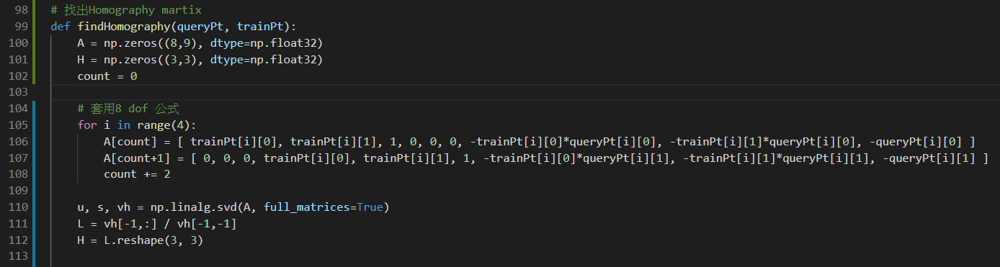 98 # 找出Homography martix
99 def findHomography(queryPt, trainPt):
100 A = np.zeros((8,9), dtype=np.float32)
101 H = np.zeros((3,3), dtype=np.float32)
102 count = 0
103
104 # 套用8 dof 公式
105 for i in range(4):
106 A[count] = [ trainPt[i][0], trainPt[i][1], 1, 0, 0, 0, -trainPt[i][0]*queryPt[i][0], -trainPt[i][1]*queryPt[i][0], -queryPt[i][0] ]
107 A[count+1] = [ 0, 0, 0, trainPt[i][0], trainPt[i][1], 1, -trainPt[i][0]*queryPt[i][1], -trainPt[i][1]*queryPt[i][1], -queryPt[i][1] ]
108 count += 2
109
110 u, s, vh = np.linalg.svd(A, full_matrices=True)
111 L = vh[-1,:] / vh[-1,-1]
112 H = L.reshape(3, 3)
113